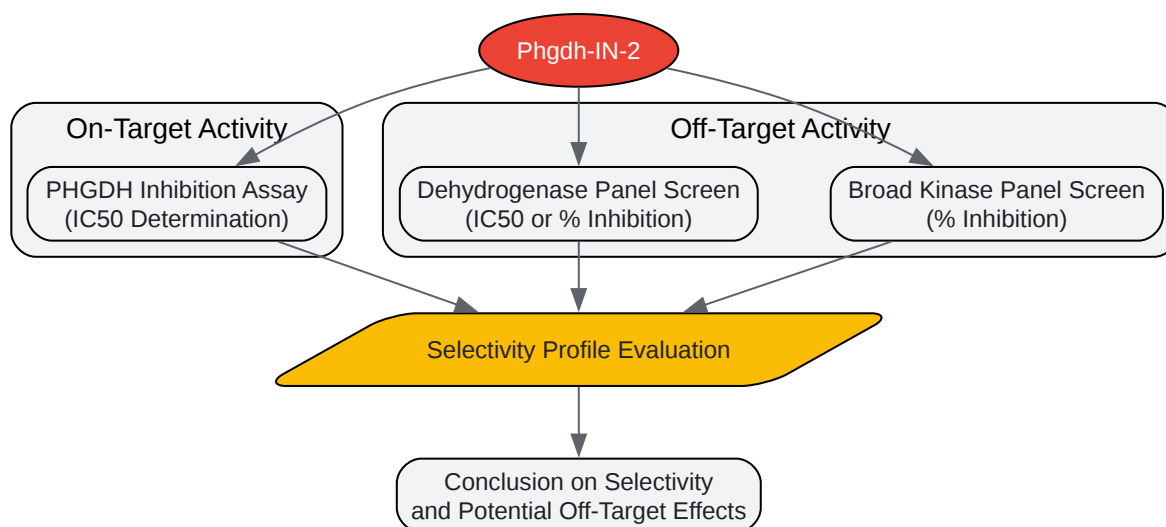 Phgdh-IN-2
On-Target Activity
Off-Target Activity
PHGDH Inhibition Assay
(IC50 Determination)
Dehydrogenase Panel Screen
(IC50 or % Inhibition)
Broad Kinase Panel Screen
(% Inhibition)
Selectivity Profile Evaluation
Conclusion on Selectivity
and Potential Off-Target Effects